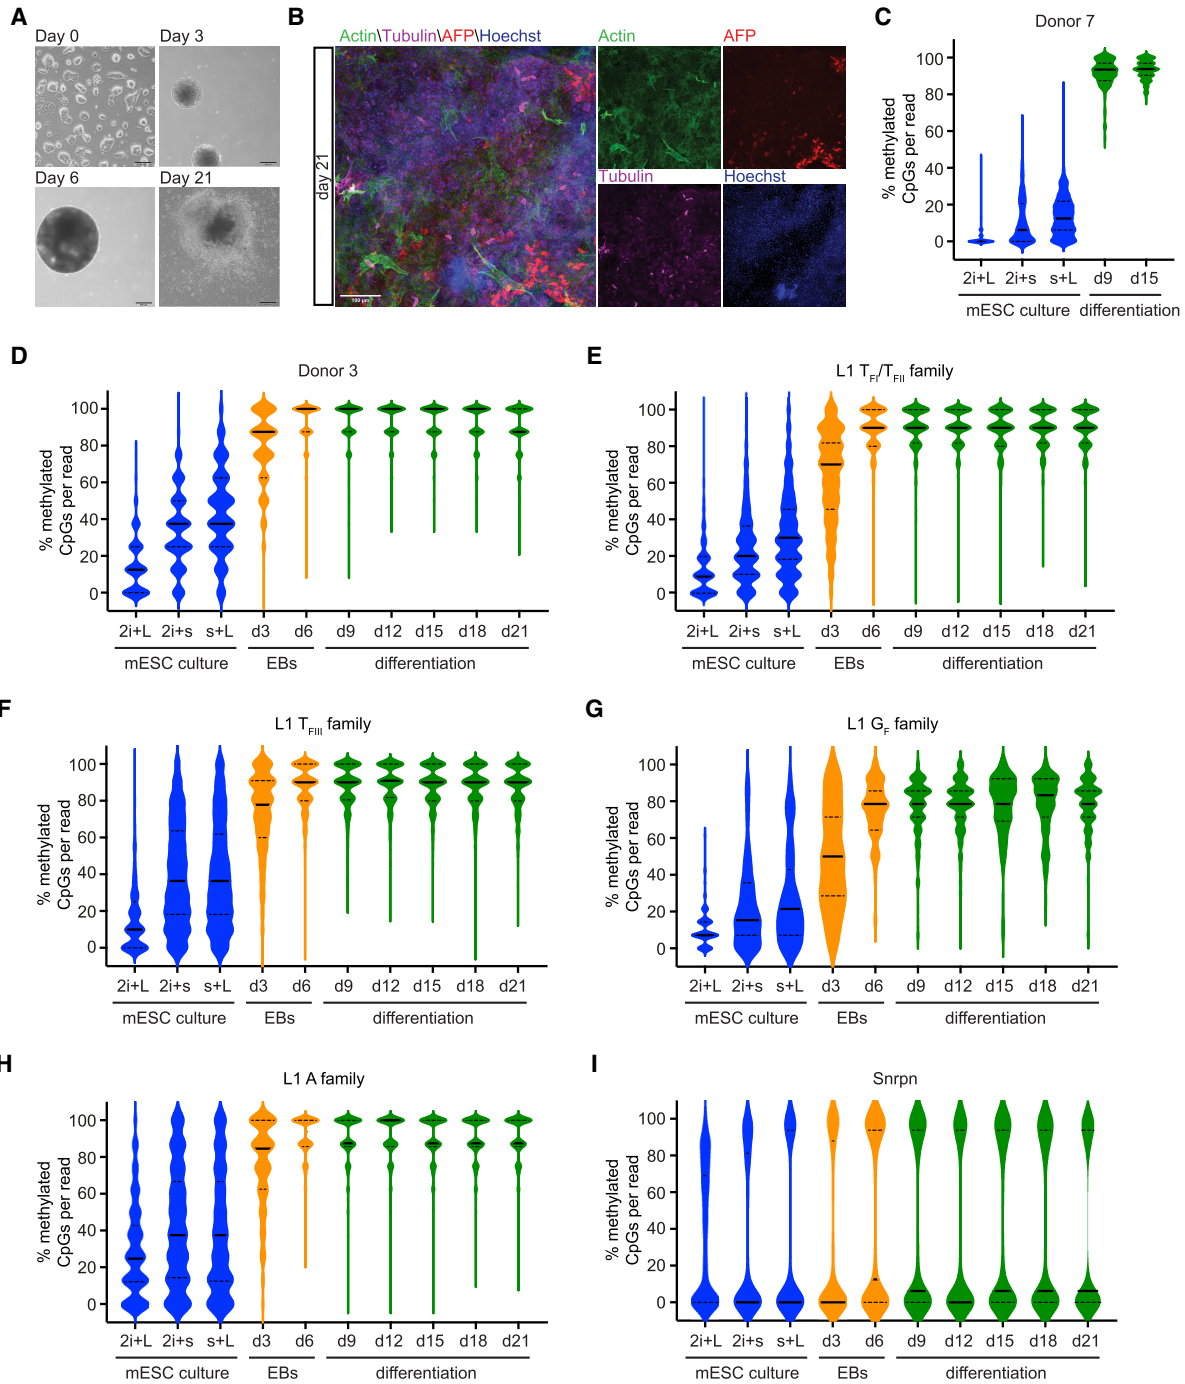 A
Day 0
Day 3
Day 6
Day 21
B
Actin\Tubulin\AFP\Hoechst
day 21
100 µm
Actin
AFP
Tubulin
Hoechst
C
Donor 7
% methylated
CpGs per read
100
80
60
40
20
0
2i+L
2i+s
s+L
d9
d15
mESC culture
differentiation
D
Donor 3
% methylated
CpGs per read
100
80
60
40
20
0
2i+L
2i+s
s+L
d3
d6
d9
d12
d15
d18
d21
mESC culture
EBs
differentiation
E
L1 TFI/TFII family
% methylated
CpGs per read
100
80
60
40
20
0
2i+L
2i+s
s+L
d3
d6
d9
d12
d15
d18
d21
mESC culture
EBs
differentiation
F
L1 TFIII family
% methylated
CpGs per read
100
80
60
40
20
0
2i+L
2i+s
s+L
d3
d6
d9
d12
d15
d18
d21
mESC culture
EBs
differentiation
G
L1 GF family
% methylated
CpGs per read
100
80
60
40
20
0
2i+L
2i+s
s+L
d3
d6
d9
d12
d15
d18
d21
mESC culture
EBs
differentiation
H
L1 A family
% methylated
CpGs per read
100
80
60
40
20
0
2i+L
2i+s
s+L
d3
d6
d9
d12
d15
d18
d21
mESC culture
EBs
differentiation
I
Snrpn
% methylated
CpGs per read
100
80
60
40
20
0
2i+L
2i+s
s+L
d3
d6
d9
d12
d15
d18
d21
mESC culture
EBs
differentiation